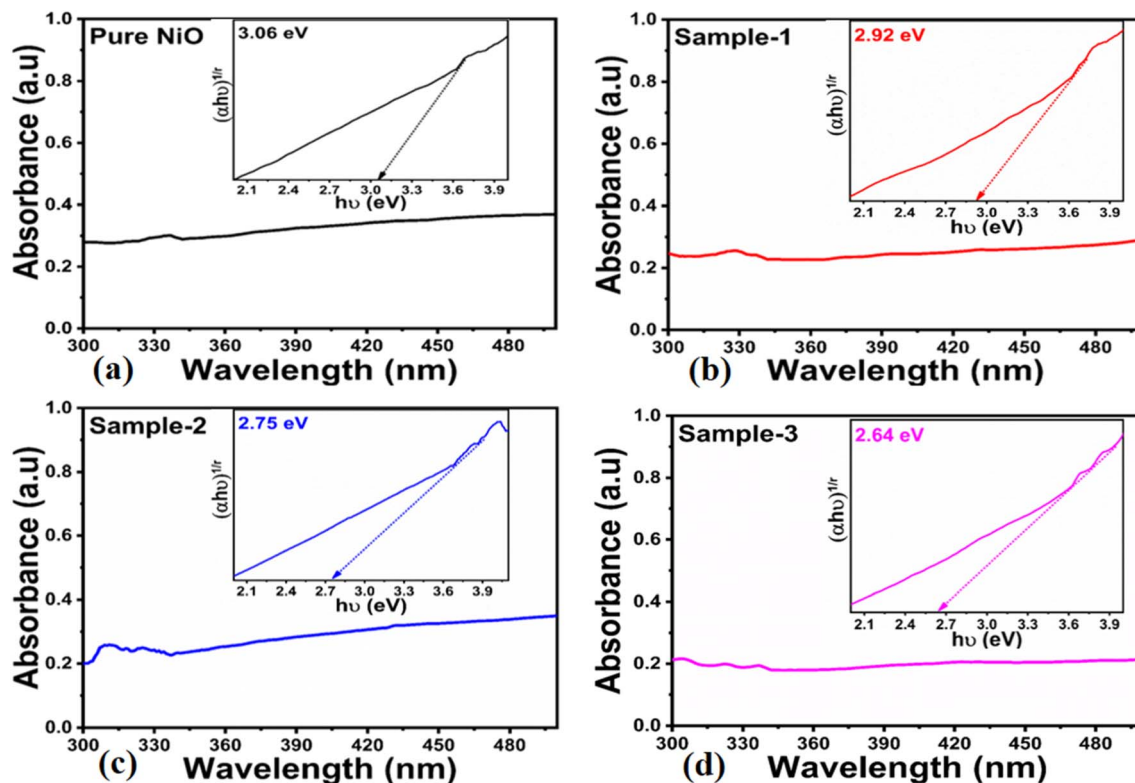 Pure NiO
3.06 eV
(αhυ)1/r
2.1 2.4 2.7 3.0 3.3 3.6 3.9
hυ (eV)
Absorbance (a.u)
1.0
0.8
0.6
0.4
0.2
0.0
300 330 360 390 420 450 480
(a) Wavelength (nm)
Sample-1
2.92 eV
(αhυ)1/r
2.1 2.4 2.7 3.0 3.3 3.6 3.9
hυ (eV)
Absorbance (a.u)
1.0
0.8
0.6
0.4
0.2
0.0
300 330 360 390 420 450 480
(b) Wavelength (nm)
Sample-2
2.75 eV
(αhυ)1/r
2.1 2.4 2.7 3.0 3.3 3.6 3.9
hυ (eV)
Absorbance (a.u)
1.0
0.8
0.6
0.4
0.2
0.0
300 330 360 390 420 450 480
(c) Wavelength (nm)
Sample-3
2.64 eV
(αhυ)1/r
2.1 2.4 2.7 3.0 3.3 3.6 3.9
hυ (eV)
Absorbance (a.u)
1.0
0.8
0.6
0.4
0.2
0.0
300 330 360 390 420 450 480
(d) Wavelength (nm)